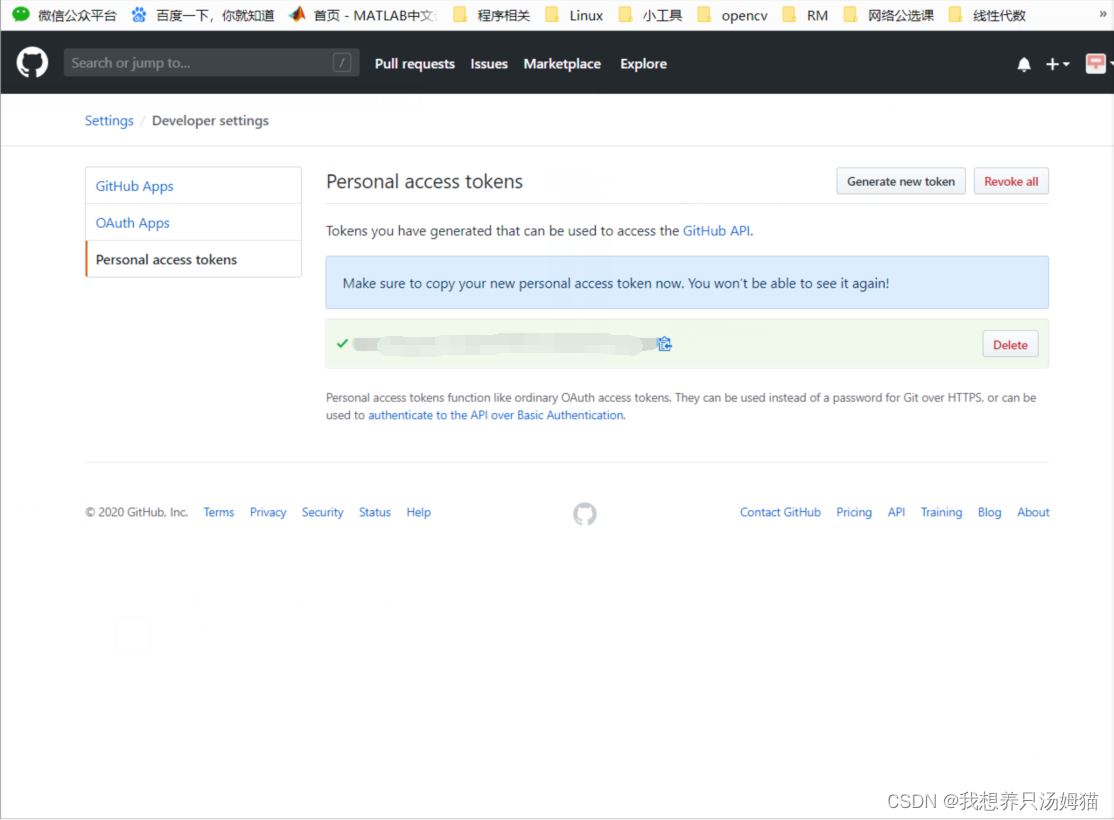 微信公众平台 百度一下，你就知道 首页 - MATLAB中文 程序相关 Linux 小工具 opencv RM 网络公选课 线性代数 »
Search or jump to... / Pull requests Issues Marketplace Explore
Settings / Developer settings
GitHub Apps
OAuth Apps
Personal access tokens
Personal access tokens Generate new token Revoke all
Tokens you have generated that can be used to access the GitHub API.
Make sure to copy your new personal access token now. You won't be able to see it again!
Delete
Personal access tokens function like ordinary OAuth access tokens. They can be used instead of a password for Git over HTTPS, or can be
used to authenticate to the API over Basic Authentication.
© 2020 GitHub, Inc. Terms Privacy Security Status Help Contact GitHub Pricing API Training Blog About
CSDN @我想养只汤姆猫